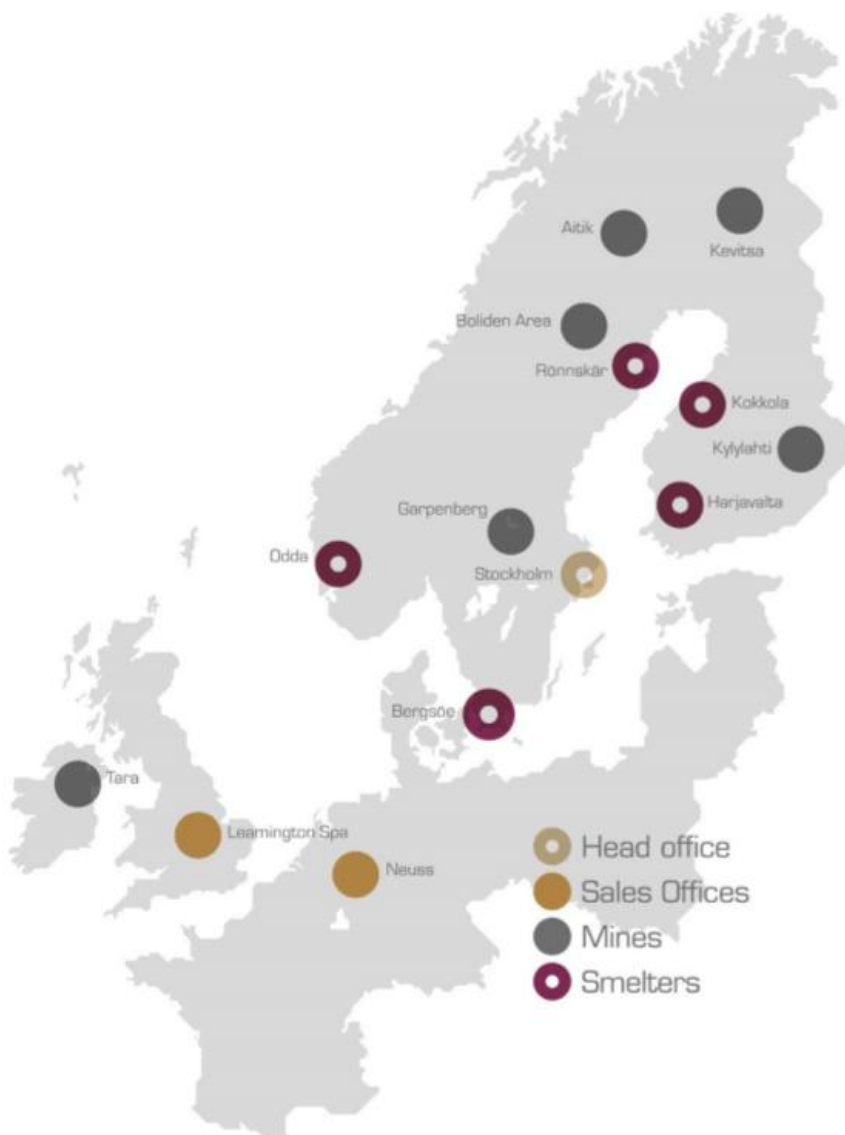 Aitik
Kevitsa
Boliden Area
Rönnskär
Kokkola
Kylylahti
Harjavalta
Garpenberg
Odda
Stockholm
Bergsöe
Tara
Leamington Spa
Neuss
Head office
Sales Offices
Mines
Smelters